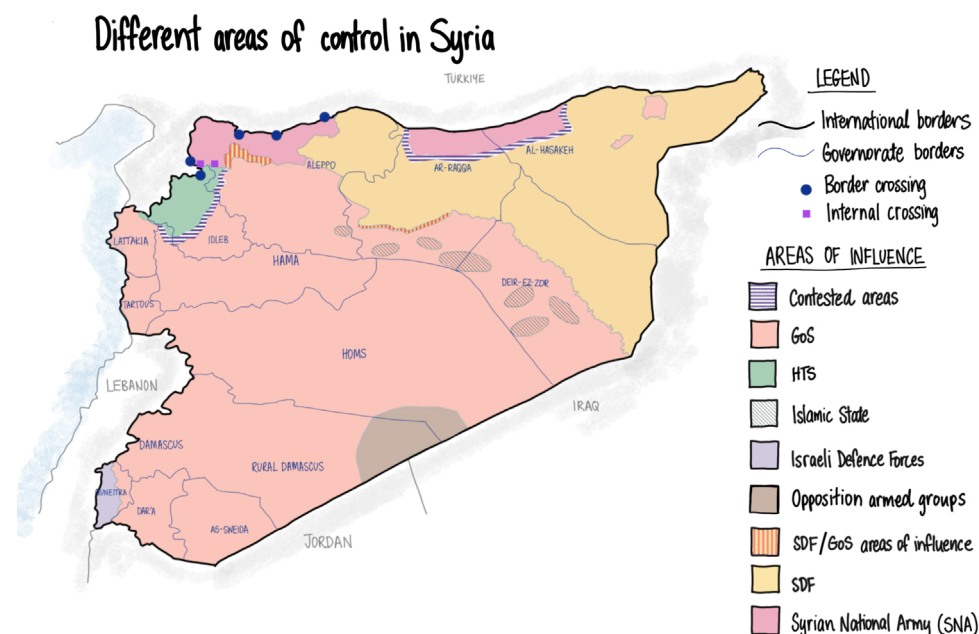 Different areas of control in Syria
TURKIYE
LEGEND
International borders
Governorate borders
Border crossing
Internal crossing
AREAS OF INFLUENCE
Contested areas
GoS
HTS
Islamic State
Israeli Defence Forces
Opposition armed groups
SDF/GoS areas of influence
SDF
Syrian National Army (SNA)
ALEPPO
AR-RAQQA
AL-HASAKEH
LATTAKIA
IDLEB
HAMA
DEIR-EZ-ZOR
TARTOUS
HOMS
LEBANON
IRAQ
DAMASCUS
RURAL DAMASCUS
QUNEITRA
DAR'A
AS-SWEIDA
JORDAN